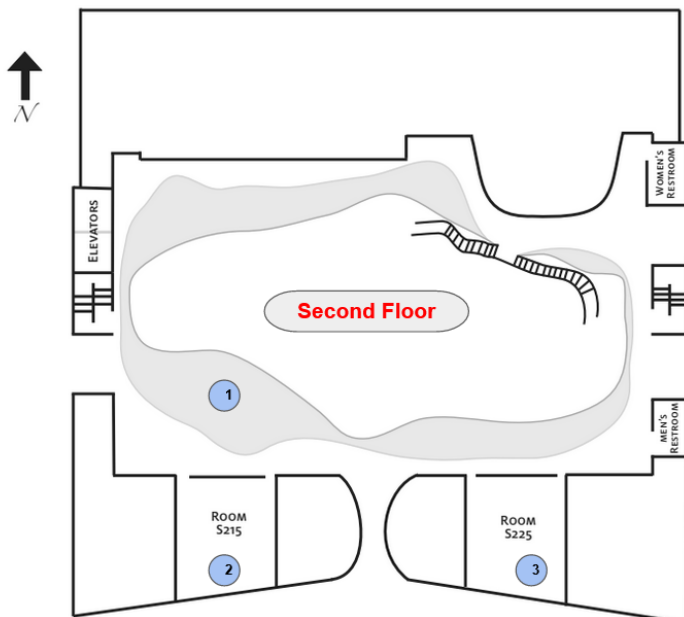 N
Women's
Restroom
Elevators
Second Floor
1
men's
Restroom
Room
S215
Room
S225
2
3